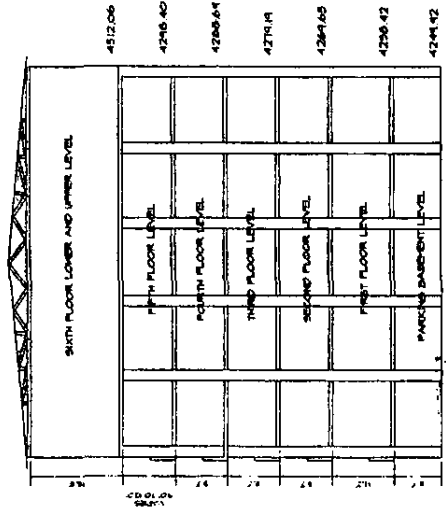 4312.06
SIXTH FLOOR LOWER AND UPPER LEVEL
4298.40
FIFTH FLOOR LEVEL
4288.69
FOURTH FLOOR LEVEL
4279.19
THIRD FLOOR LEVEL
4269.65
SECOND FLOOR LEVEL
4258.42
FIRST FLOOR LEVEL
4249.42
PARKING BASEMENT LEVEL